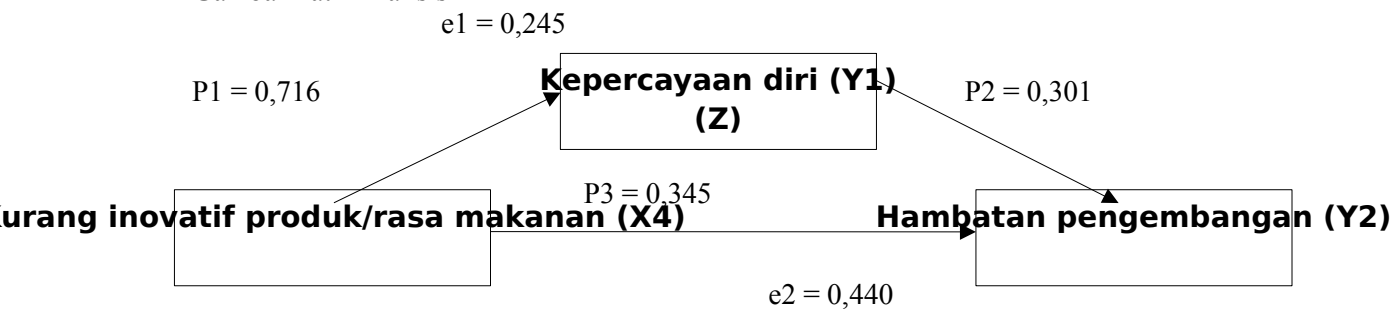 e1 = 0,245
P1 = 0,716
Kepercayaan diri (Y1)
(Z)
P2 = 0,301
P3 = 0,345
urang inovatif produk/rasa makanan (X4)
Hambatan pengembangan (Y2)
e2 = 0,440